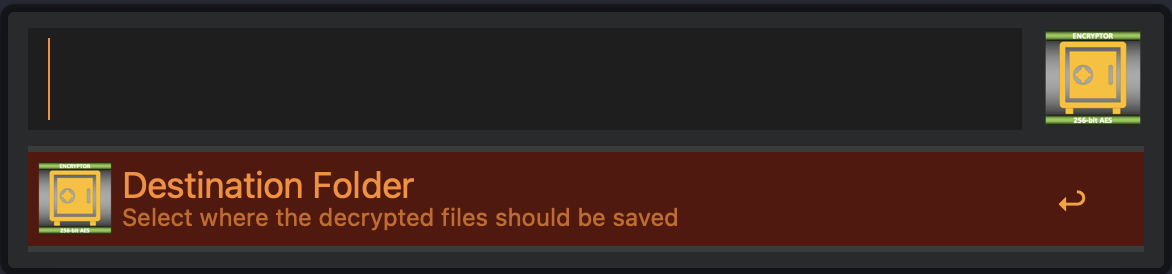 ENCRYPTOR
256-bit AES
ENCRYPTOR
256-bit AES
Destination Folder
Select where the decrypted files should be saved